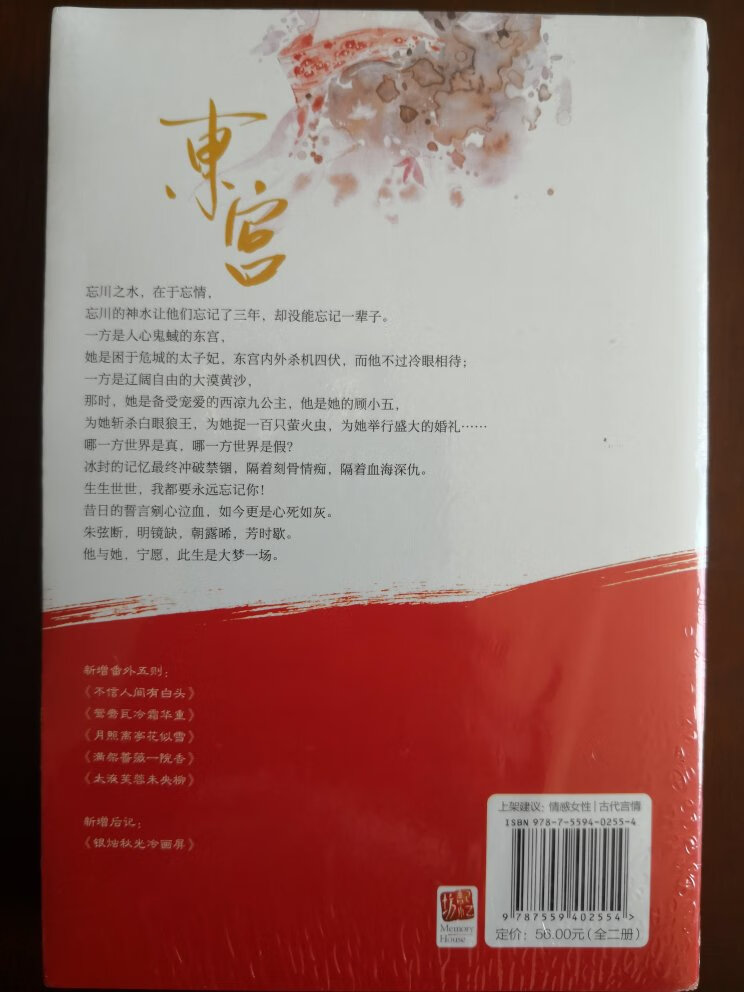 東宫
忘川之水，在于忘情，
忘川的神水让他们忘记了三年，却没能忘记一辈子。
一方是人心鬼蜮的东宫，
她是困于危城的太子妃，东宫内外杀机四伏，而他不过冷眼相待；
一方是辽阔自由的大漠黄沙，
那时，她是备受宠爱的西凉九公主，他是她的顾小五，
为她斩杀白眼狼王，为她捉一百只萤火虫，为她举行盛大的婚礼……
哪一方世界是真，哪一方世界是假？
冰封的记忆最终冲破禁锢，隔着刻骨情痴，隔着血海深仇。
生生世世，我都要永远忘记你！
昔日的誓言剜心泣血，如今更是心死如灰。
朱弦断，明镜缺，朝露晞，芳时歇。
他与她，宁愿，此生是大梦一场。
新增番外五则：
《不信人间有白头》
《鸳鸯瓦冷霜华重》
《月照离亭花似雪》
《满架蔷薇一院香》
《太液芙蓉未央柳》
新增后记：
《银烛秋光冷画屏》
上架建议：情感女性|古代言情
ISBN 978-7-5594-0255-4
9 787559 402554 >
定价：56.00元（全二册）
記忆坊
Memory
House